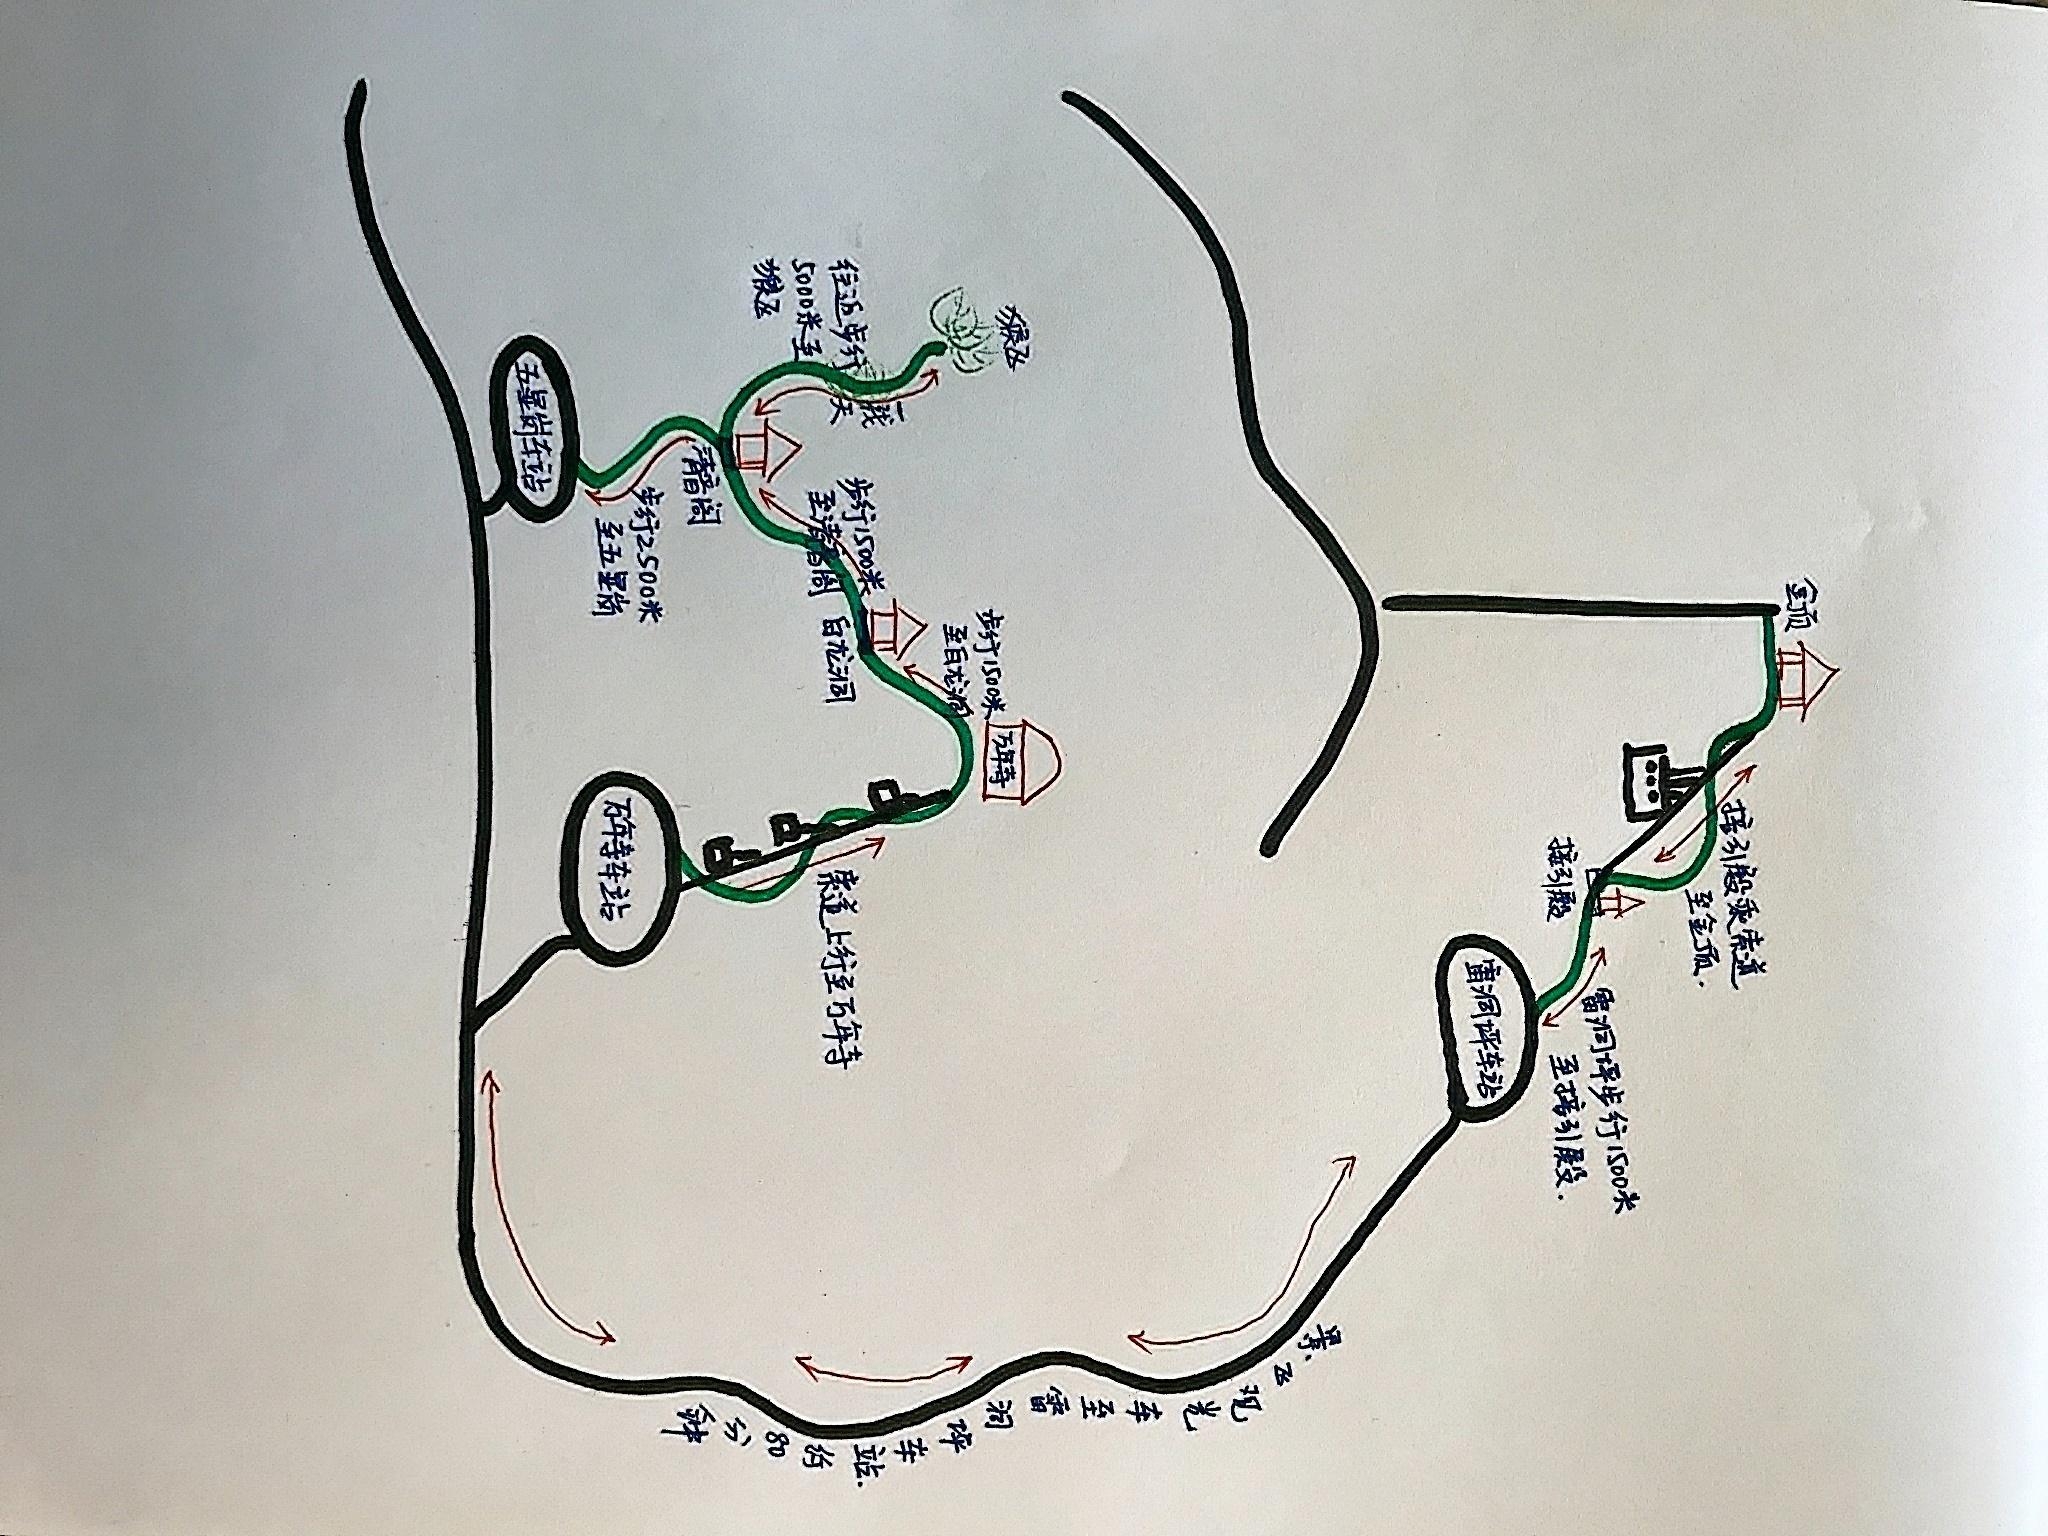 金顶
接引殿乘索道
至金顶.
雷洞坪步行1500米
至接引殿.
接引殿
雷洞坪车站
景区观光车至雷洞坪车站.约80分钟
猴区
一线天
往返步行
5000米至
猴区
万年寺
步行1500米
至白龙洞
步行1500米
至清音阁
白龙洞
索道上行至万年寺
清音阁
步行2500米
至五显岗
万年寺车站
五显岗车站